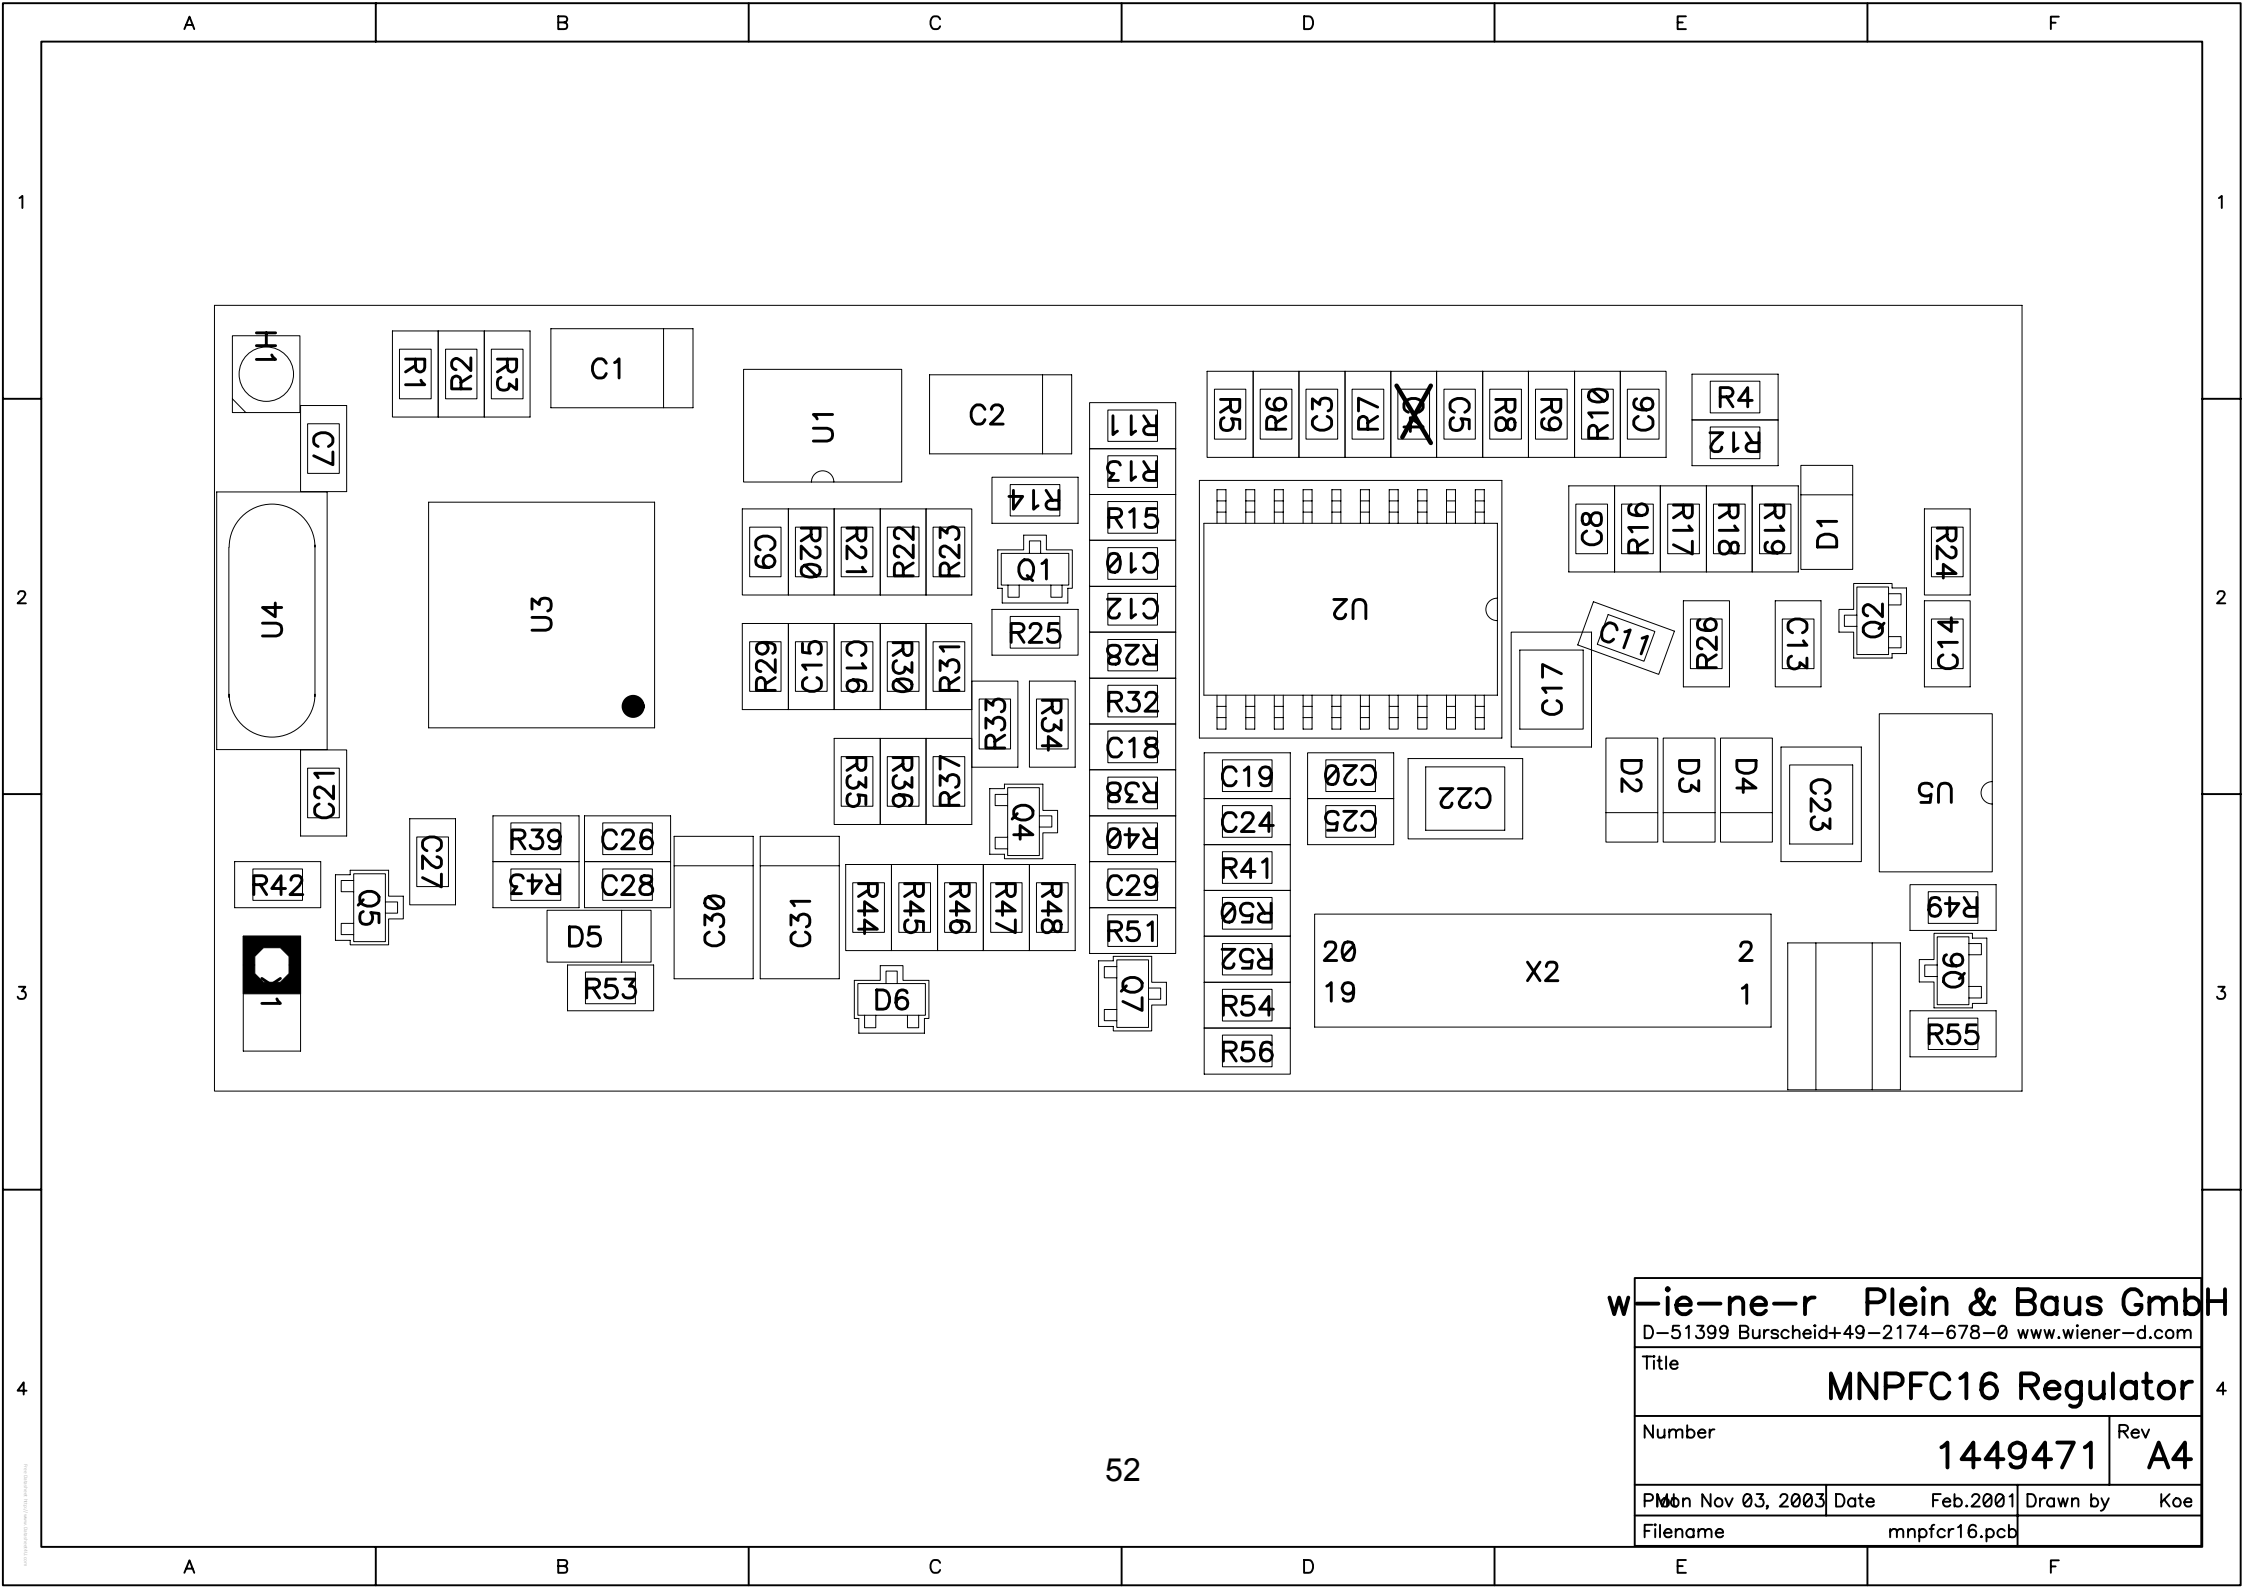 A B C D E F
1 1
H1
R1 R2 R3 C1
U1 C2
R5 R6 C3 R7 C5 R8 R9 R10 C6
R4
R12
C7
R11
R13
R14
R15
C8 R16 R17 R18 R19 D1
R24
C9 R20 R21 R22 R23
Q1
C10
2 2
U4 U3
C12
U2
Q2
R25
C11 R26 C13 C14
R28
R29 C15 C16 R30 R31
R32
C17
R33 R34
C18
R35 R36 R37
C19 C20 C22
D2 D3 D4
C21
R38
C23 U5
Q4
C24 C25
R39 C26
R40
C27
R41
R42 R43 C28
C29
Q5
R44 R45 R46 R47 R48
R49
R50
D5 C30 C31
R51
20 2
R52
X2
Q6
R53
19 1
1
D6
Q7
R54
3 3
R55
R56
w-ie-ne-r Plein & Baus GmbH
D-51399 Burscheid+49-2174-678-0 www.wiener-d.com
Title
MNPFC16 Regulator
4 4
Number
1449471
Rev
A4
52
Mon Nov 03, 2003 Date Feb.2001 Drawn by Koe
Filename mnpfcr16.pcb
A B C D E F